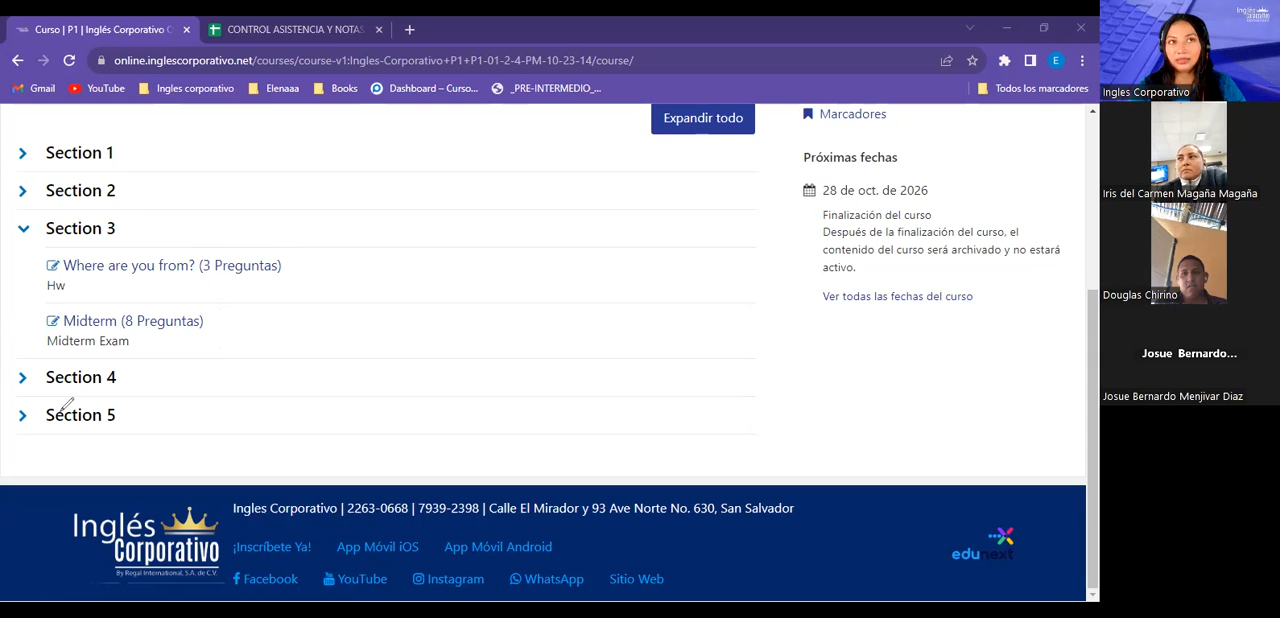 Curso | P1 | Inglés Corporativo C
CONTROL ASISTENCIA Y NOTAS
online.inglescorporativo.net/courses/course-v1:Ingles-Corporativo+P1+P1-01-2-4-PM-10-23-14/course/
E
Gmail
YouTube
Ingles corporativo
Elenaaa
Books
Dashboard – Curso...
_PRE-INTERMEDIO_...
Todos los marcadores
Expandir todo
Section 1
Section 2
Section 3
Where are you from? (3 Preguntas)
Hw
Midterm (8 Preguntas)
Midterm Exam
Section 4
Section 5
Marcadores
Próximas fechas
28 de oct. de 2026
Finalización del curso
Después de la finalización del curso, el
contenido del curso será archivado y no estará
activo.
Ver todas las fechas del curso
Inglés
Corporativo
By Regal International, S.A. de C.V.
Ingles Corporativo | 2263-0668 | 7939-2398 | Calle El Mirador y 93 Ave Norte No. 630, San Salvador
¡Inscríbete Ya!
App Móvil iOS
App Móvil Android
Facebook
YouTube
Instagram
WhatsApp
Sitio Web
edunext
Inglés
Corporativo
Ingles Corporativo
Iris del Carmen Magaña Magaña
Douglas Chirino
Josue Bernardo...
Josue Bernardo Menjivar Diaz